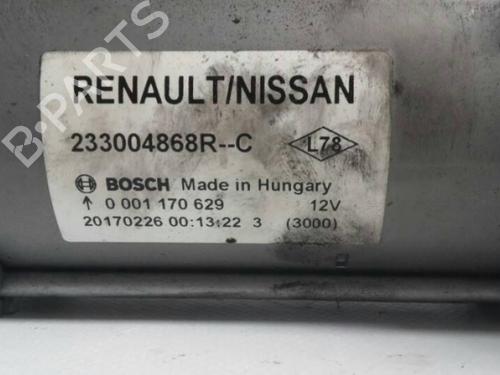 B-PARTS
RENAULT/NISSAN
233004868R--C L78
BOSCH Made in Hungary
↑ 0 001 170 629 12V
20170226 00:13:22 3 (3000)